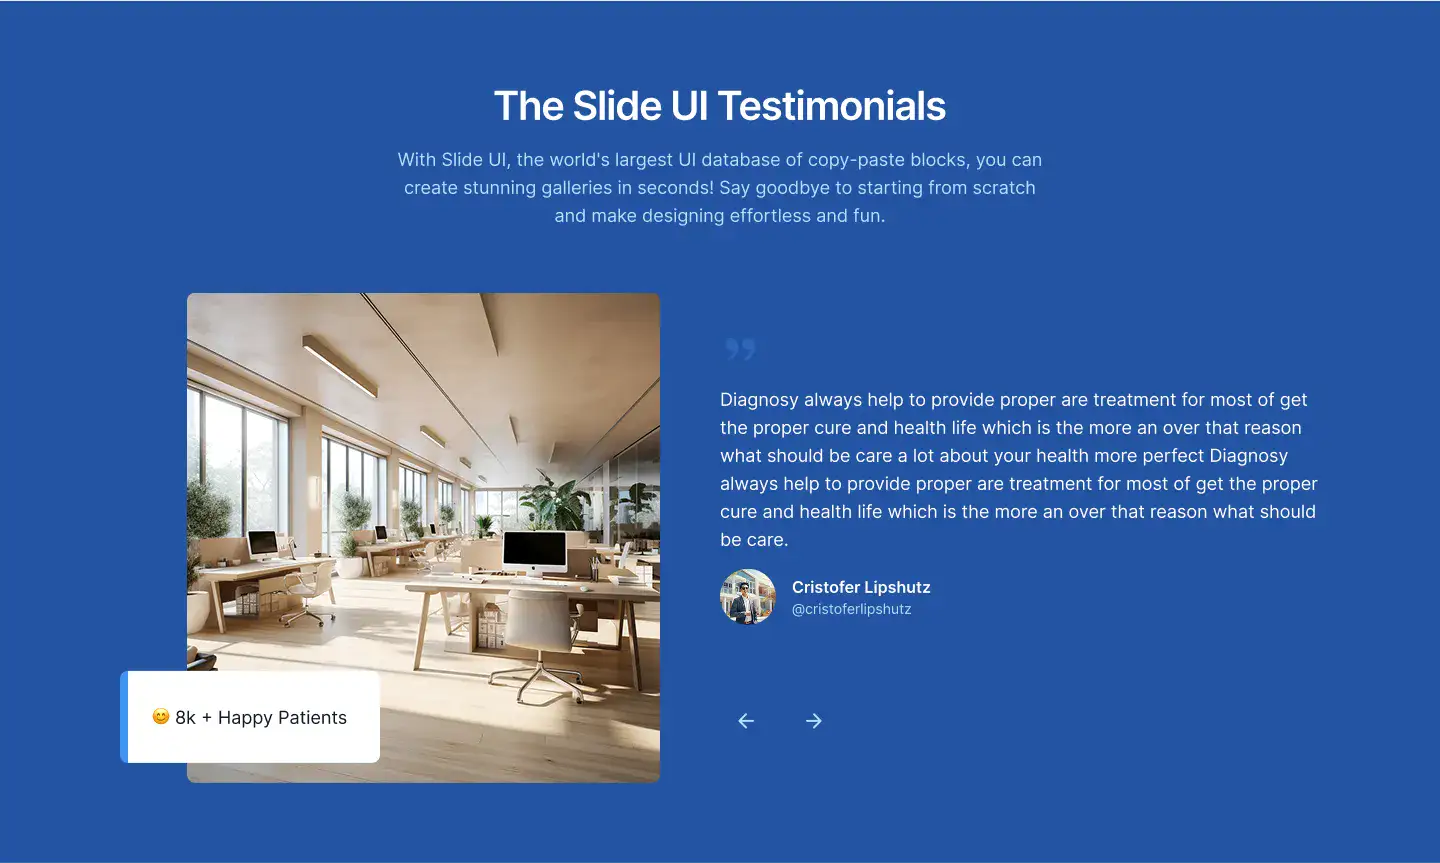 The Slide UI Testimonials
With Slide UI, the world's largest UI database of copy-paste blocks, you can
create stunning galleries in seconds! Say goodbye to starting from scratch
and make designing effortless and fun.
Diagnosy always help to provide proper are treatment for most of get
the proper cure and health life which is the more an over that reason
what should be care a lot about your health more perfect Diagnosy
always help to provide proper are treatment for most of get the proper
cure and health life which is the more an over that reason what should
be care.
Cristofer Lipshutz
@cristoferlipshutz
😊 8k + Happy Patients